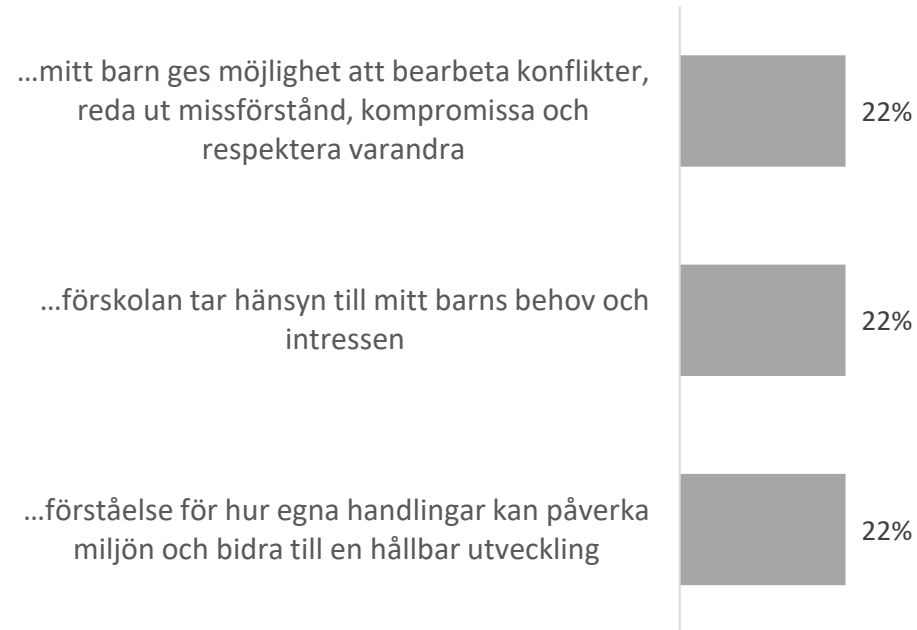 ...mitt barn ges möjlighet att bearbeta konflikter,
reda ut missförstånd, kompromissa och
respektera varandra
22%
...förskolan tar hänsyn till mitt barns behov och
intressen
22%
...förståelse för hur egna handlingar kan påverka
miljön och bidra till en hållbar utveckling
22%